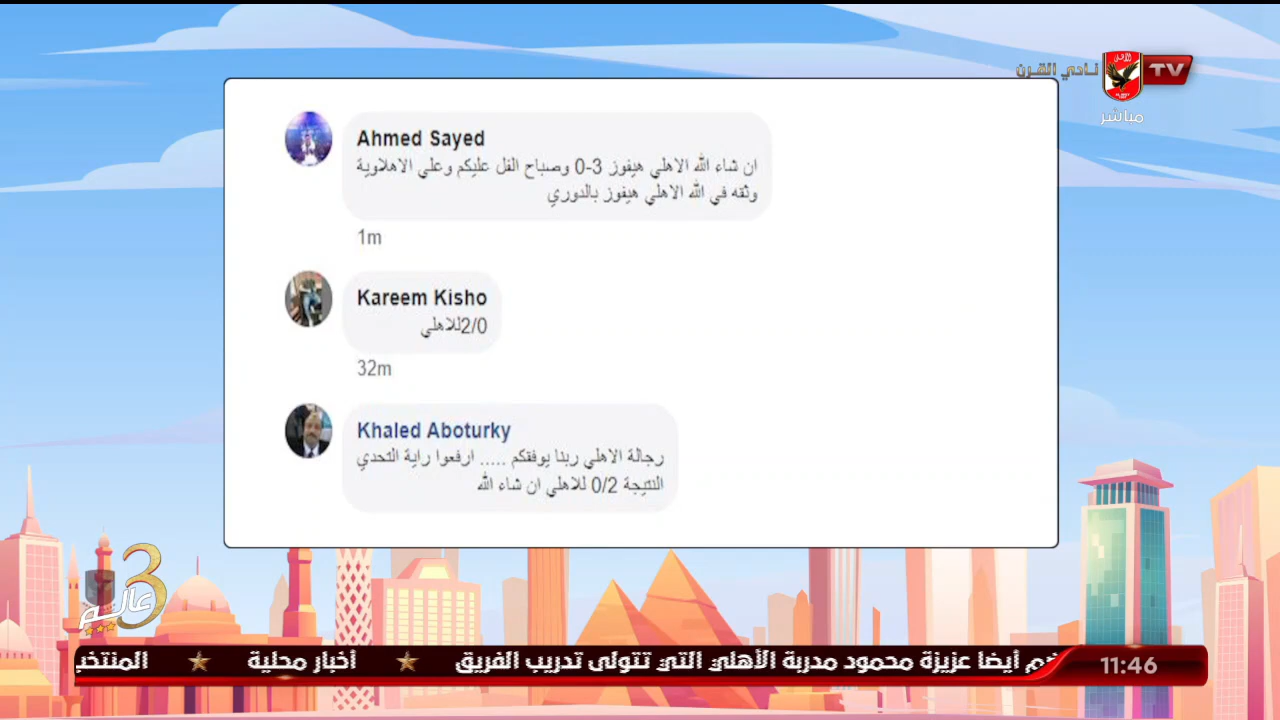 نادي القرن
TV
مباشر
Ahmed Sayed
ان شاء الله الاهلي هيفوز 3-0 وصباح الفل عليكم وعلي الاهلاوية
وثقه في الله الاهلي هيفوز بالدوري
1m
Kareem Kisho
2/0للاهلي
32m
Khaled Aboturky
رجالة الاهلي ربنا يوفقكم ..... ارفعوا راية التحدي
النتيجة 0/2 للاهلي ان شاء الله
3
عالم
أيضا عزيزة محمود مدربة الأهلي التي تتولى تدريب الفريق ★ أخبار محلية ★
11:46